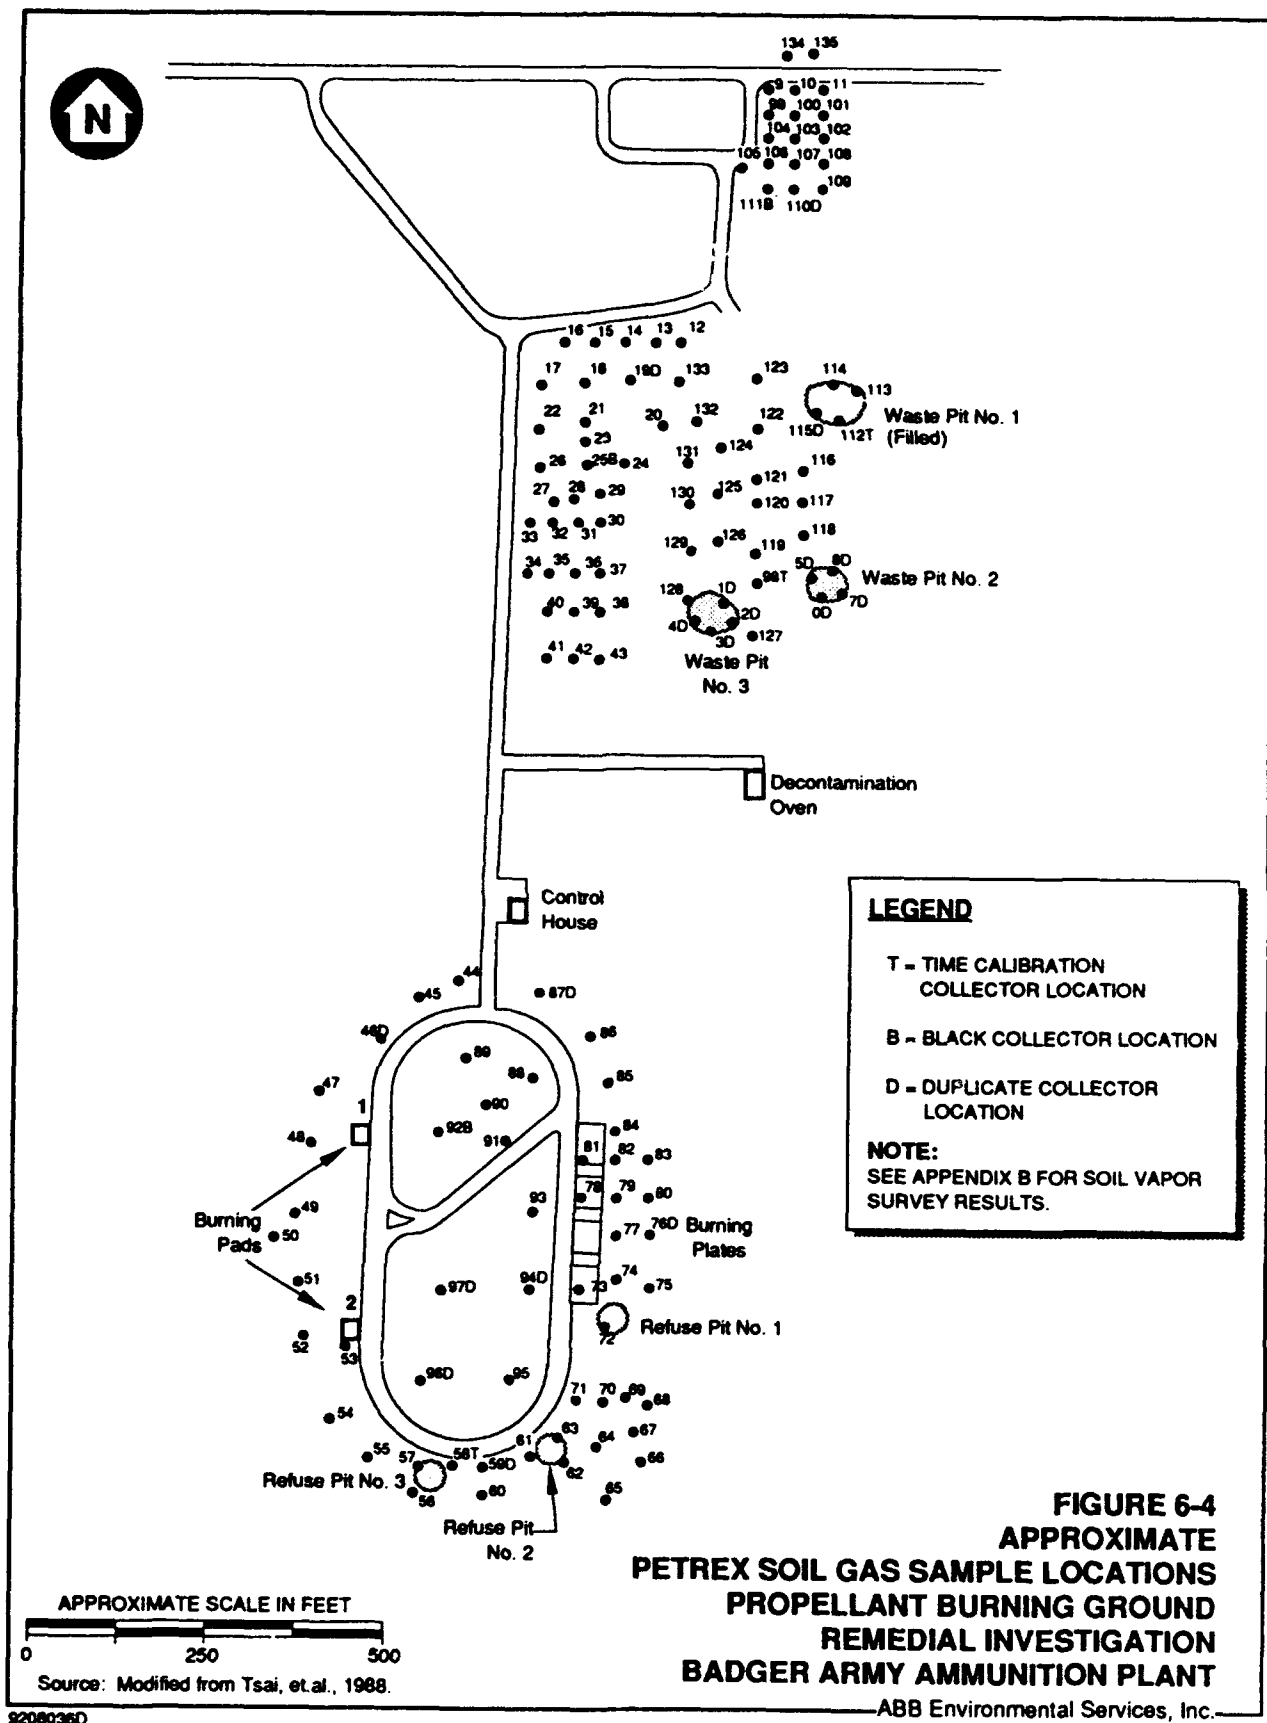 134 135
N
9 10 11
99 100 101
104 103 102
105 106 107 108
109
111B 110D
16 15 14 13 12
17 18 19D 133 123 114 113
Waste Pit No. 1
(Filled)
22 21 20 132 122 115D 112T
23 124
26 25B 24 131 116
27 28 29 130 125 121
120 117
33 32 31 30
129 126 119 118
34 35 36 37 98T 5D 8D
Waste Pit No. 2
128 1D 0D 7D
40 39 38 4D 2D
3D 127
41 42 43
Waste Pit
No. 3
Decontamination
Oven
Control
House
LEGEND
T = TIME CALIBRATION
COLLECTOR LOCATION
B = BLACK COLLECTOR LOCATION
D = DUPLICATE COLLECTOR
LOCATION
NOTE:
SEE APPENDIX B FOR SOIL VAPOR
SURVEY RESULTS.
44
45 87D
46D 86
89
47 88 85
1 90
48 92B 91 84
81 82 83
49 93 78 79 80
Burning
Pads
50 77 76D
Burning
Plates
51 97D 94D 73 74 75
2
52 53 72
Refuse Pit No. 1
96D 95
71 70 69 68
54
55 57 58T 59D 61 63 64 67
62 66
Refuse Pit No. 3
56 60 65
Refuse Pit
No. 2
FIGURE 6-4
APPROXIMATE
PETREX SOIL GAS SAMPLE LOCATIONS
PROPELLANT BURNING GROUND
REMEDIAL INVESTIGATION
BADGER ARMY AMMUNITION PLANT
APPROXIMATE SCALE IN FEET
0 250 500
Source: Modified from Tsai, et.al., 1988.
ABB Environmental Services, Inc.
9208036D